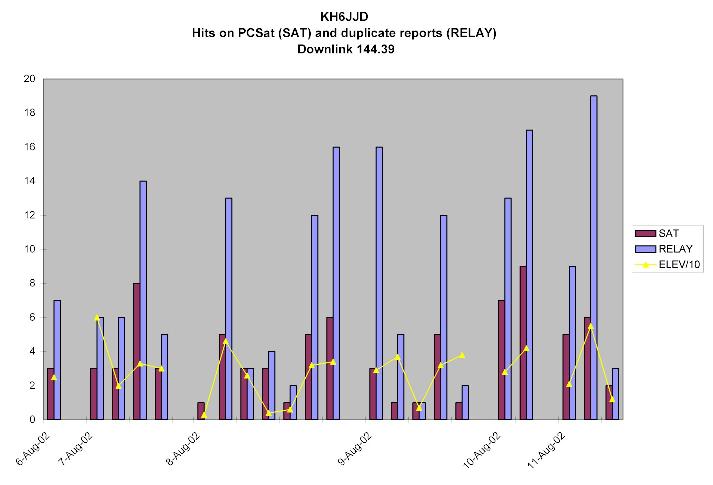 KH6JJD
Hits on PCSat (SAT) and duplicate reports (RELAY)
Downlink 144.39
20
18
16
14
12
10
8
6
4
2
0
SAT
RELAY
ELEV/10
6-Aug-02
7-Aug-02
8-Aug-02
9-Aug-02
10-Aug-02
11-Aug-02